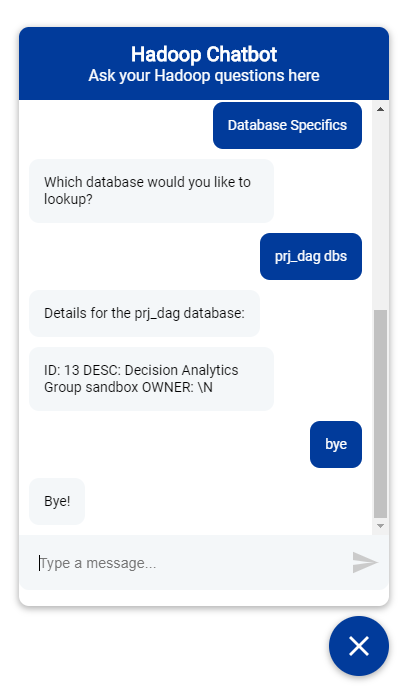 Hadoop Chatbot
Ask your Hadoop questions here
Database Specifics
Which database would you like to
lookup?
prj_dag dbs
Details for the prj_dag database:
ID: 13 DESC: Decision Analytics
Group sandbox OWNER: \N
bye
Bye!
Type a message...